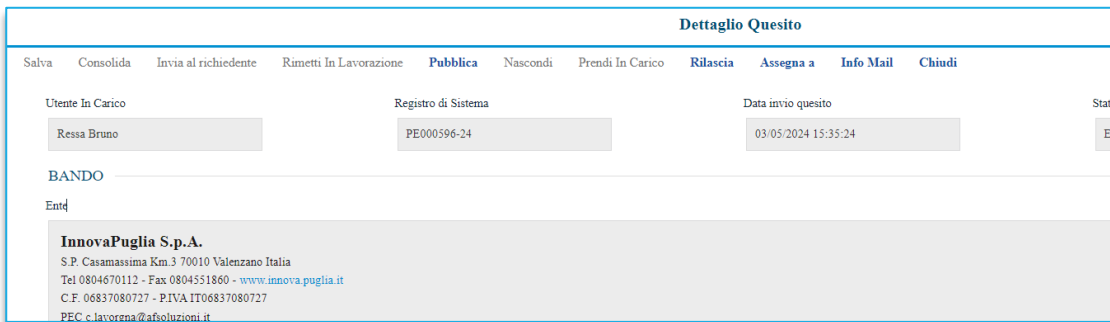 Dettaglio Quesito
Salva Consolida Invia al richiedente Rimetti In Lavorazione Pubblica Nascondi Prendi In Carico Rilascia Assegna a Info Mail Chiudi
Utente In Carico Registro di Sistema Data invio quesito
Ressa Bruno PE000596-24 03/05/2024 15:35:24
BANDO
Ente
InnovaPuglia S.p.A.
S.P. Casamassima Km.3 70010 Valenzano Italia
Tel 0804670112 - Fax 0804551860 - www.innova.puglia.it
C.F. 06837080727 - P.IVA IT06837080727
PEC c.lavorgna@afsoluzioni.it